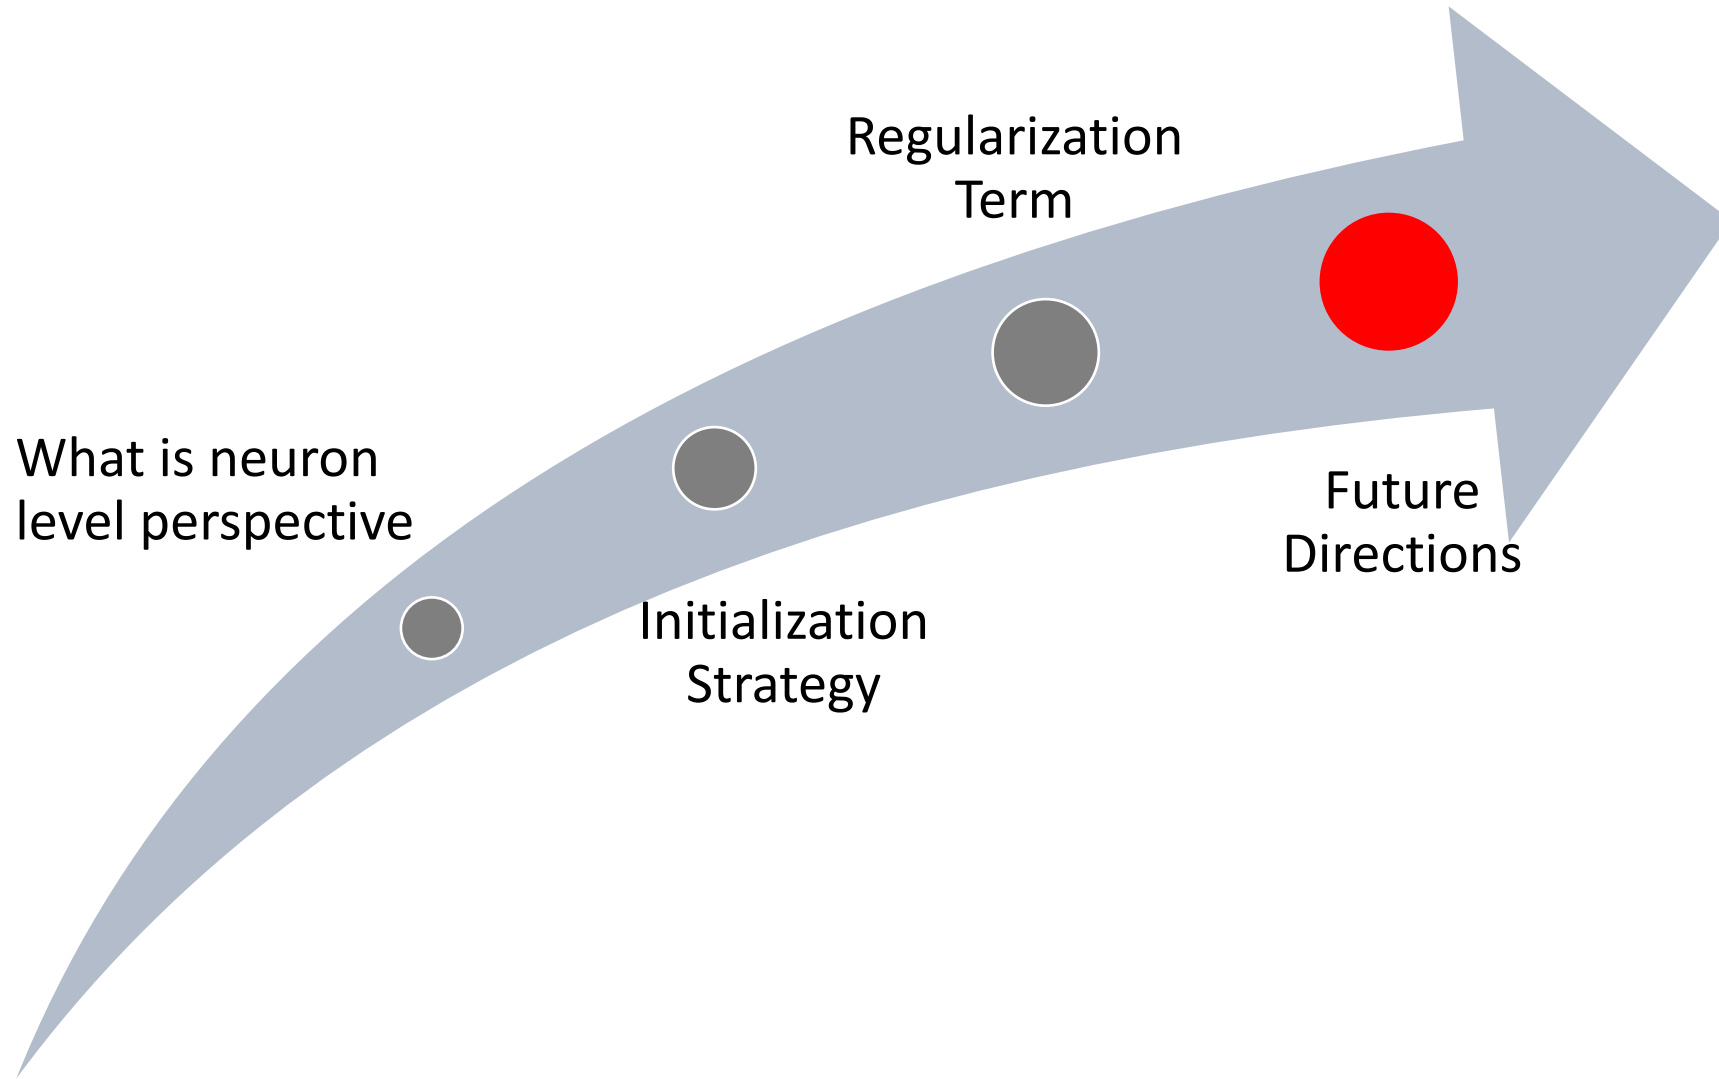 What is neuron
level perspective
Initialization
Strategy
Regularization
Term
Future
Directions